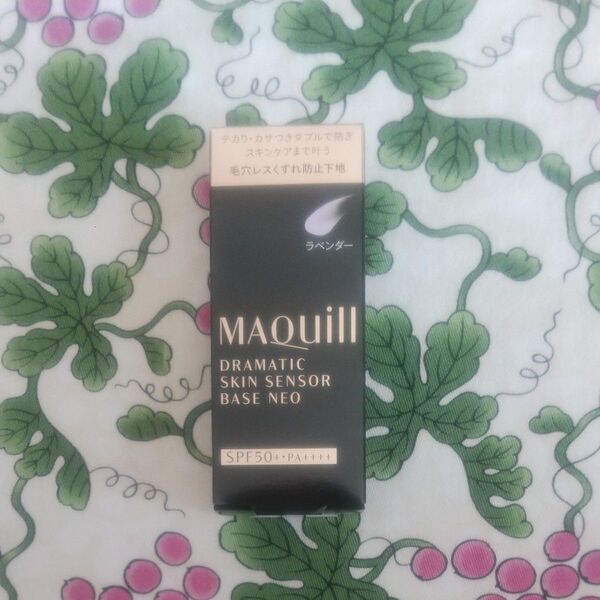 テカリ・カサつきダブルで防ぎ
スキンケアまで叶う
毛穴レスくずれ防止下地
ラベンダー
MAQuill
DRAMATIC
SKIN SENSOR
BASE NEO
SPF50+・PA++++